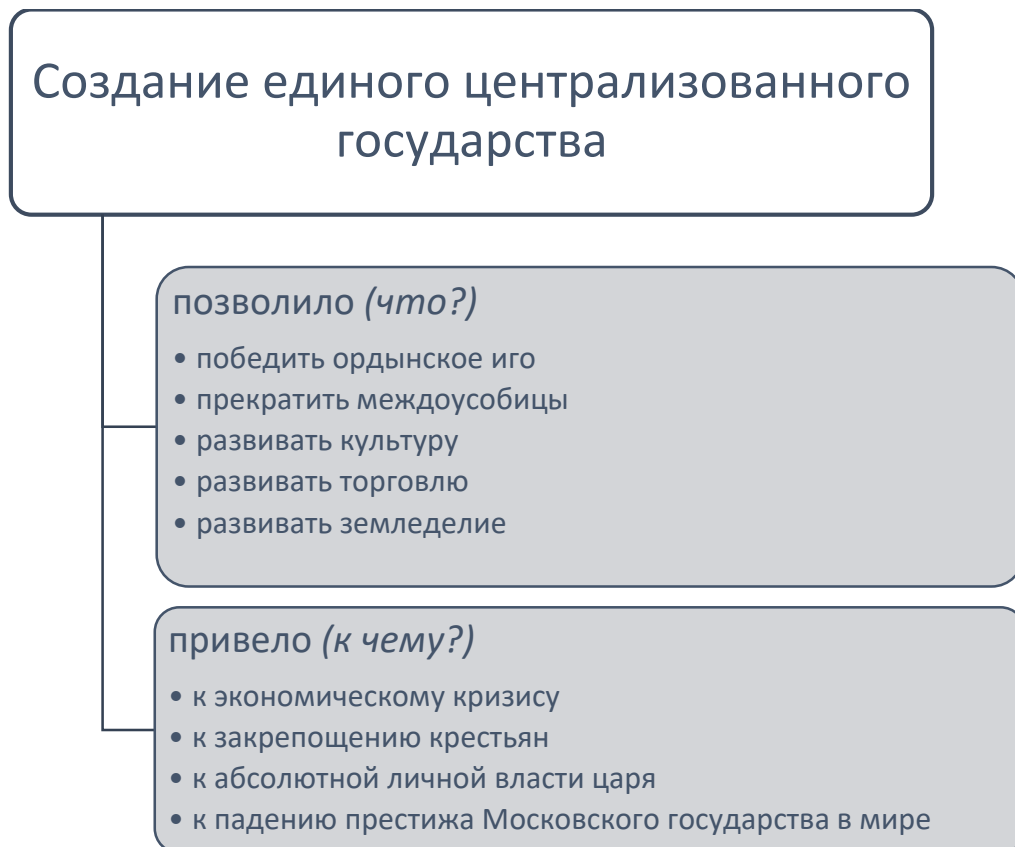 Создание единого централизованного
государства
позволило (что?)
• победить ордынское иго
• прекратить междоусобицы
• развивать культуру
• развивать торговлю
• развивать земледелие
привело (к чему?)
• к экономическому кризису
• к закрепощению крестьян
• к абсолютной личной власти царя
• к падению престижа Московского государства в мире